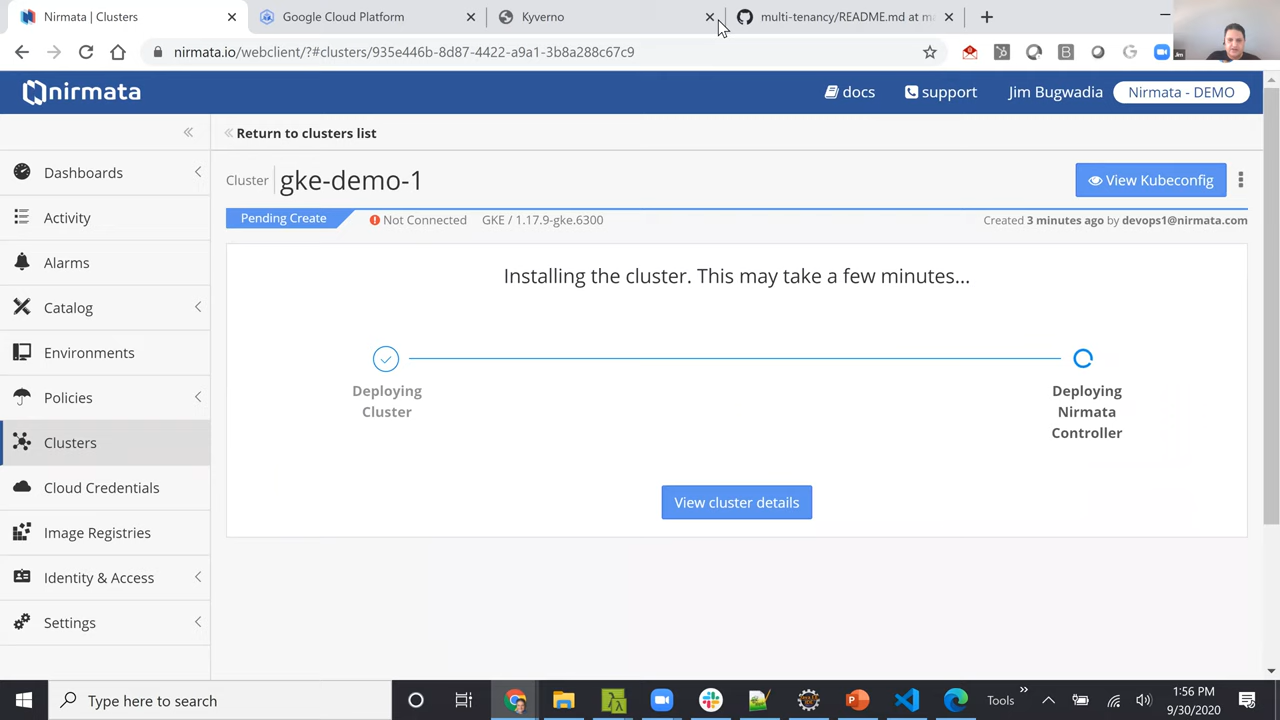 Nirmata | Clusters
Google Cloud Platform
Kyverno
multi-tenancy/README.md at m
nirmata.io/webclient/?#clusters/935e446b-8d87-4422-a9a1-3b8a288c67c9
Jim
nirmata
docs
support
Jim Bugwadia
Nirmata - DEMO
Return to clusters list
Dashboards
Activity
Alarms
Catalog
Environments
Policies
Clusters
Cloud Credentials
Image Registries
Identity & Access
Settings
Cluster
gke-demo-1
View Kubeconfig
Pending Create
Not Connected
GKE / 1.17.9-gke.6300
Created 3 minutes ago by devops1@nirmata.com
Installing the cluster. This may take a few minutes...
Deploying
Cluster
Deploying
Nirmata
Controller
View cluster details
Type here to search
Tools
1:56 PM
9/30/2020